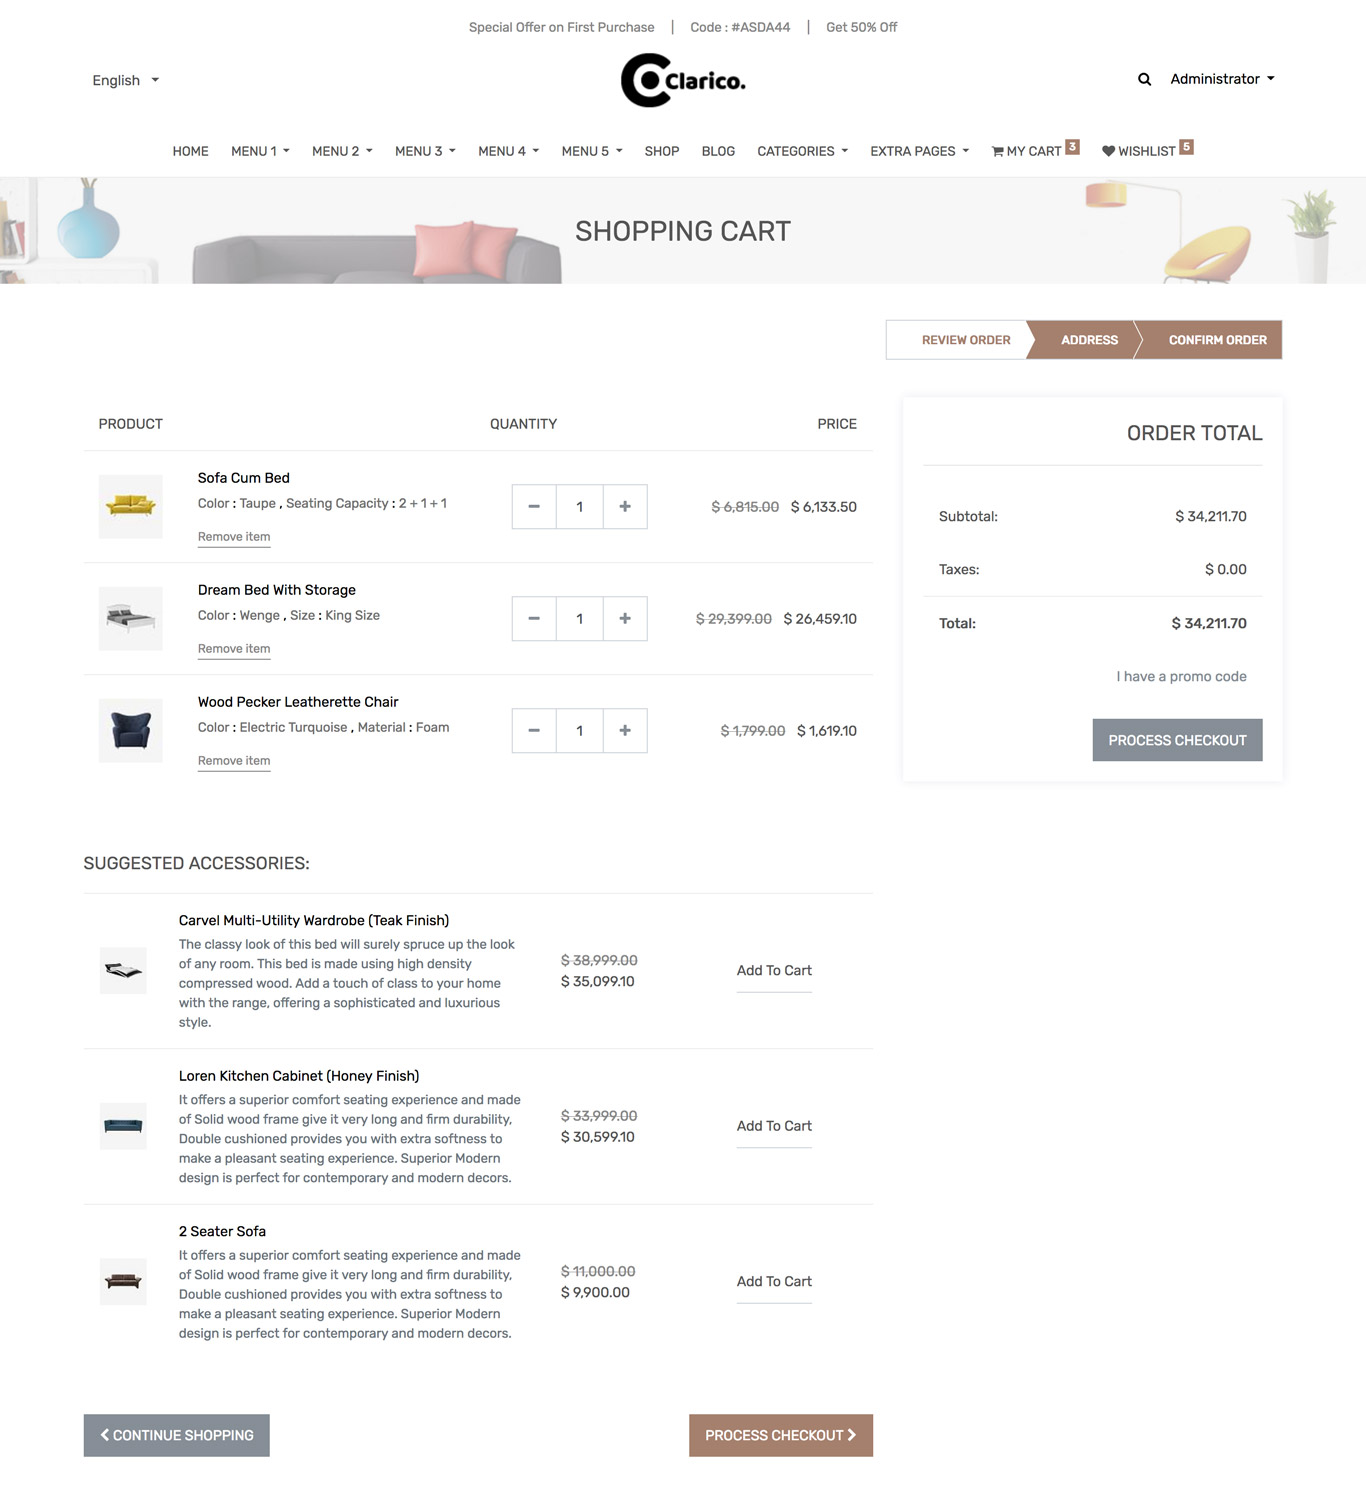 Special Offer on First Purchase | Code : #ASDA44 | Get 50% Off
English
Clarico.
Administrator
HOME MENU 1 MENU 2 MENU 3 MENU 4 MENU 5 SHOP BLOG CATEGORIES EXTRA PAGES MY CART 3 WISHLIST 5
SHOPPING CART
REVIEW ORDER ADDRESS CONFIRM ORDER
PRODUCT QUANTITY PRICE
Sofa Cum Bed
Color : Taupe , Seating Capacity : 2 + 1 + 1
Remove item
1
$ 6,815.00 $ 6,133.50
Dream Bed With Storage
Color : Wenge , Size : King Size
Remove item
1
$ 29,399.00 $ 26,459.10
Wood Pecker Leatherette Chair
Color : Electric Turquoise , Material : Foam
Remove item
1
$ 1,799.00 $ 1,619.10
ORDER TOTAL
Subtotal: $ 34,211.70
Taxes: $ 0.00
Total: $ 34,211.70
I have a promo code
PROCESS CHECKOUT
SUGGESTED ACCESSORIES:
Carvel Multi-Utility Wardrobe (Teak Finish)
The classy look of this bed will surely spruce up the look
of any room. This bed is made using high density
compressed wood. Add a touch of class to your home
with the range, offering a sophisticated and luxurious
style.
$ 38,999.00
$ 35,099.10
Add To Cart
Loren Kitchen Cabinet (Honey Finish)
It offers a superior comfort seating experience and made
of Solid wood frame give it very long and firm durability,
Double cushioned provides you with extra softness to
make a pleasant seating experience. Superior Modern
design is perfect for contemporary and modern decors.
$ 33,999.00
$ 30,599.10
Add To Cart
2 Seater Sofa
It offers a superior comfort seating experience and made
of Solid wood frame give it very long and firm durability,
Double cushioned provides you with extra softness to
make a pleasant seating experience. Superior Modern
design is perfect for contemporary and modern decors.
$ 11,000.00
$ 9,900.00
Add To Cart
CONTINUE SHOPPING
PROCESS CHECKOUT